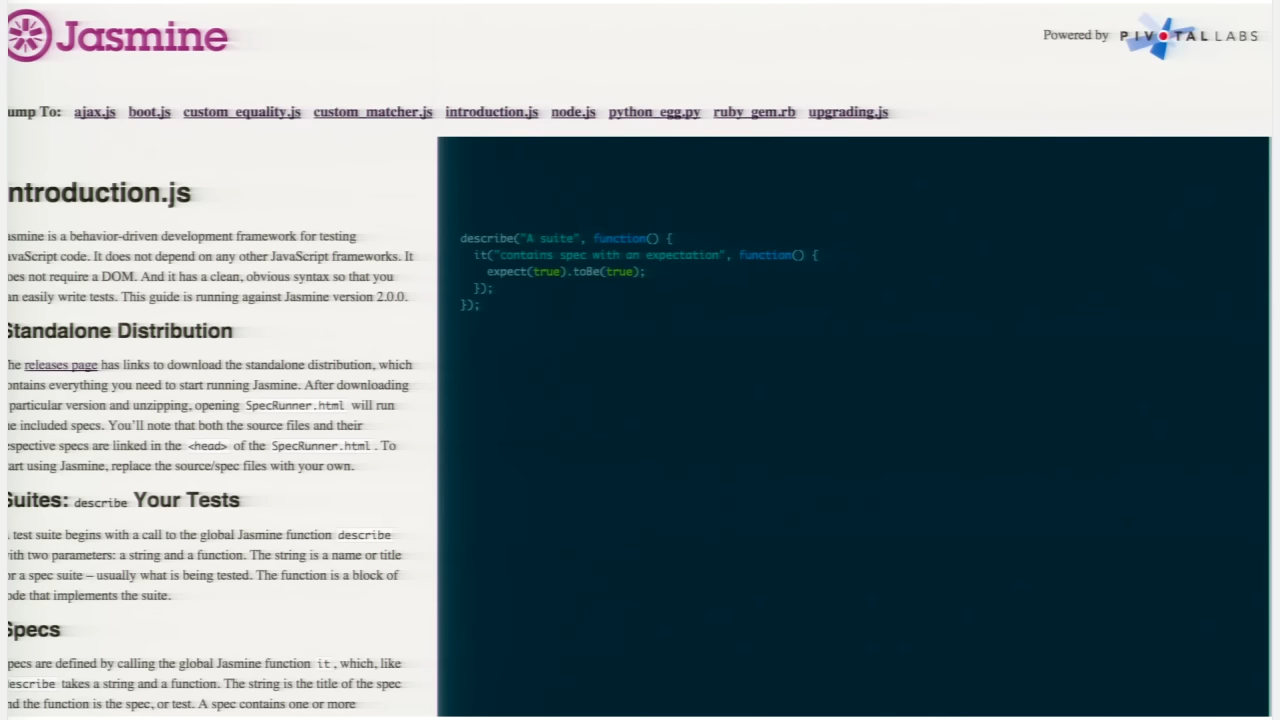 Jasmine
Powered by PIVOTAL LABS
ump To: ajax.js boot.js custom_equality.js custom_matcher.js introduction.js node.js python_egg.py ruby_gem.rb upgrading.js
ntroduction.js
asmine is a behavior-driven development framework for testing
avaScript code. It does not depend on any other JavaScript frameworks. It
oes not require a DOM. And it has a clean, obvious syntax so that you
an easily write tests. This guide is running against Jasmine version 2.0.0.
Standalone Distribution
he releases page has links to download the standalone distribution, which
ontains everything you need to start running Jasmine. After downloading
particular version and unzipping, opening SpecRunner.html will run
e included specs. You’ll note that both the source files and their
espective specs are linked in the <head> of the SpecRunner.html. To
art using Jasmine, replace the source/spec files with your own.
Suites: describe Your Tests
test suite begins with a call to the global Jasmine function describe
ith two parameters: a string and a function. The string is a name or title
or a spec suite – usually what is being tested. The function is a block of
ode that implements the suite.
Specs
pecs are defined by calling the global Jasmine function it, which, like
escribe takes a string and a function. The string is the title of the spec
nd the function is the spec, or test. A spec contains one or more
describe("A suite", function() {
it("contains spec with an expectation", function() {
expect(true).toBe(true);
});
});